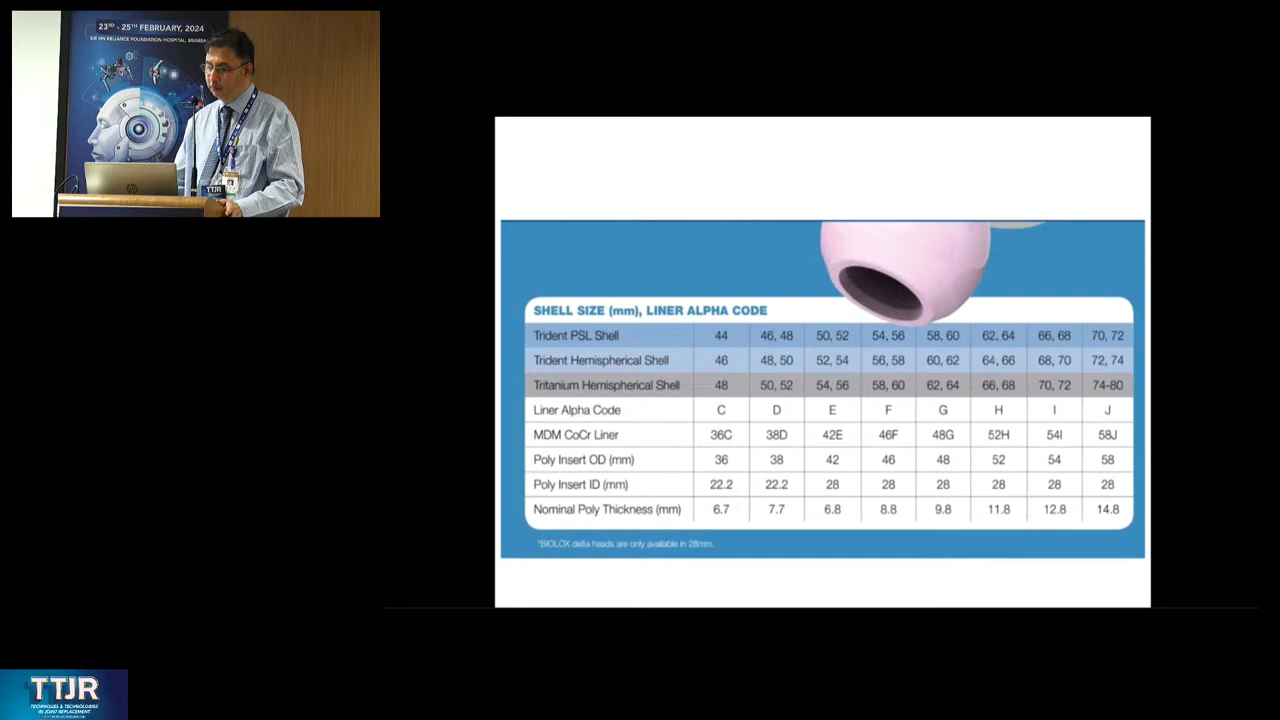 23RD - 25TH FEBRUARY, 2024
SIR HN RELIANCE FOUNDATION HOSPITAL, MUMBAI
TTJR
SHELL SIZE (mm), LINER ALPHA CODE
Trident PSL Shell 44 46, 48 50, 52 54, 56 58, 60 62, 64 66, 68 70, 72
Trident Hemispherical Shell 46 48, 50 52, 54 56, 58 60, 62 64, 66 68, 70 72, 74
Tritanium Hemispherical Shell 48 50, 52 54, 56 58, 60 62, 64 66, 68 70, 72 74-80
Liner Alpha Code C D E F G H I J
MDM CoCr Liner 36C 38D 42E 46F 48G 52H 54I 58J
Poly Insert OD (mm) 36 38 42 46 48 52 54 58
Poly Insert ID (mm) 22.2 22.2 28 28 28 28 28 28
Nominal Poly Thickness (mm) 6.7 7.7 6.8 8.8 9.8 11.8 12.8 14.8
*BIOLOX delta heads are only available in 28mm.
TTJR
TECHNIQUES & TECHNOLOGIES
IN JOINT REPLACEMENT